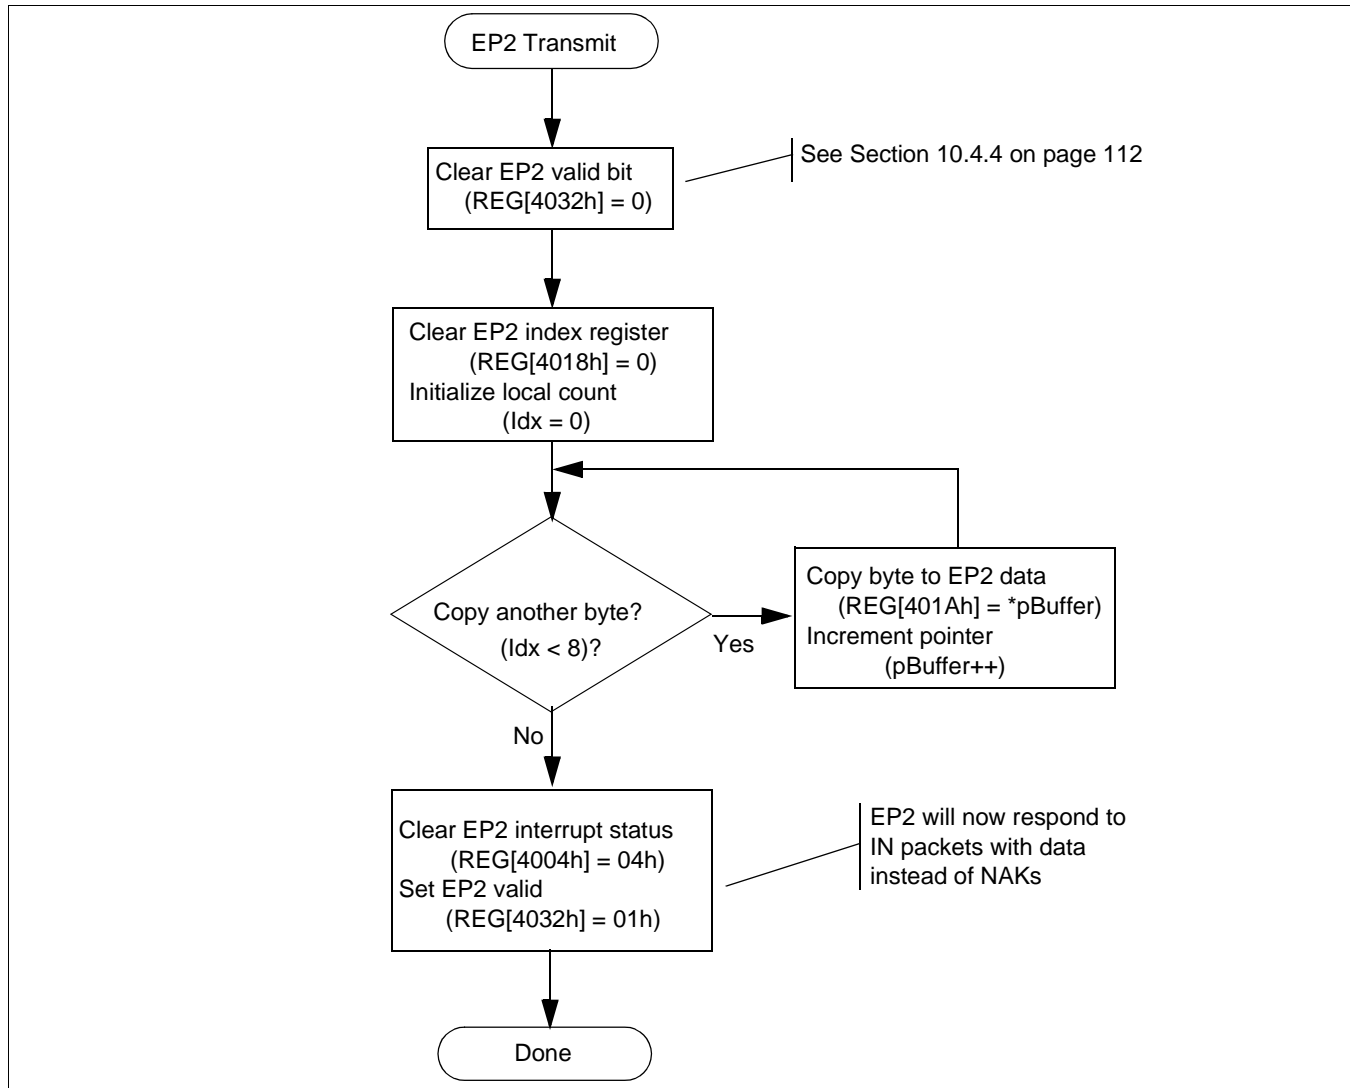 EP2 Transmit
Clear EP2 valid bit
(REG[4032h] = 0)
See Section 10.4.4 on page 112
Clear EP2 index register
(REG[4018h] = 0)
Initialize local count
(Idx = 0)
Copy another byte?
(Idx < 8)?
Yes
Copy byte to EP2 data
(REG[401Ah] = *pBuffer)
Increment pointer
(pBuffer++)
No
Clear EP2 interrupt status
(REG[4004h] = 04h)
Set EP2 valid
(REG[4032h] = 01h)
EP2 will now respond to
IN packets with data
instead of NAKs
Done